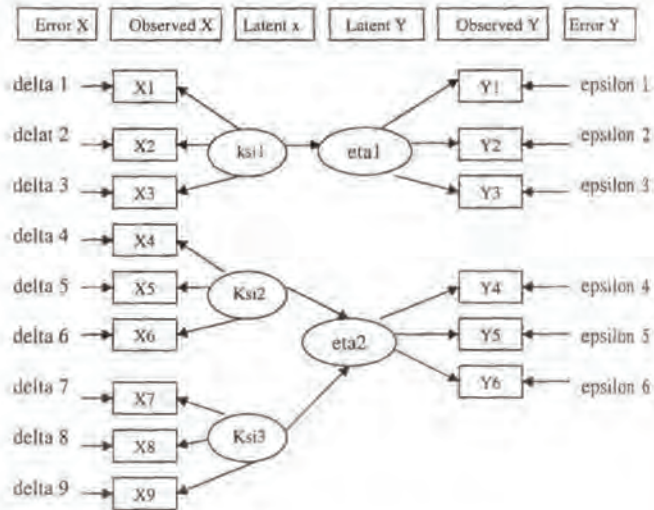 Error X Observed X Latent x Latent Y Observed Y Error Y
delta 1 X1 Y1 epsilon 1
delat 2 X2 ksi1 eta1 Y2 epsilon 2
delta 3 X3 Y3 epsilon 3
delta 4 X4
delta 5 X5 Ksi2 Y4 epsilon 4
delta 6 X6 eta2 Y5 epsilon 5
Y6 epsilon 6
delta 7 X7
delta 8 X8 Ksi3
delta 9 X9